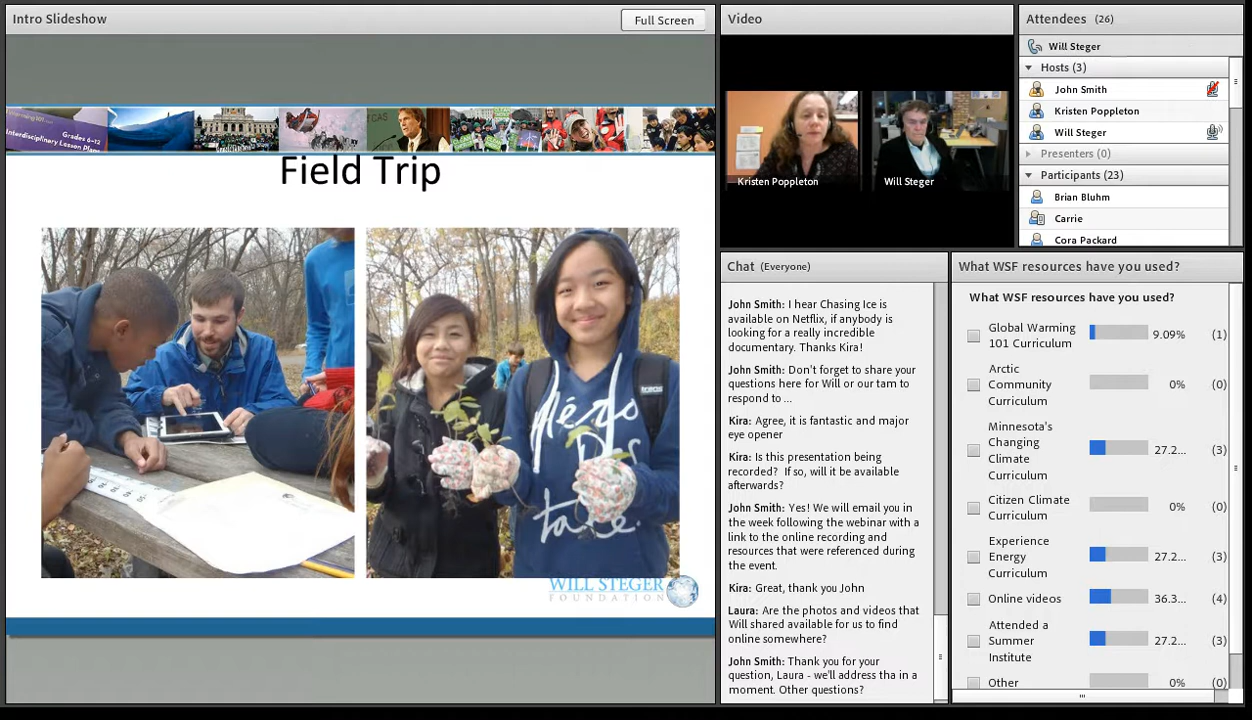 Intro Slideshow
Full Screen
Grades 6-12
Interdisciplinary Lesson Plans
Field Trip
WILL STEGER
FOUNDATION
Video
Kristen Poppleton
Will Steger
Attendees (26)
Will Steger
Hosts (3)
John Smith
Kristen Poppleton
Will Steger
Presenters (0)
Participants (23)
Brian Bluhm
Carrie
Cora Packard
Chat (Everyone)
John Smith: I hear Chasing Ice is
available on Netflix, if anybody is
looking for a really incredible
documentary. Thanks Kira!
John Smith: Don't forget to share your
questions here for Will or our tam to
respond to ...
Kira: Agree, it is fantastic and major
eye opener
Kira: Is this presentation being
recorded? If so, will it be available
afterwards?
John Smith: Yes! We will email you in
the week following the webinar with a
link to the online recording and
resources that were referenced during
the event.
Kira: Great, thank you John
Laura: Are the photos and videos that
Will shared available for us to find
online somewhere?
John Smith: Thank you for your
question, Laura - we'll address tha in a
moment. Other questions?
What WSF resources have you used?
What WSF resources have you used?
Global Warming
101 Curriculum
9.09% (1)
Arctic
Community
Curriculum
0% (0)
Minnesota's
Changing
Climate
Curriculum
27.2... (3)
Citizen Climate
Curriculum
0% (0)
Experience
Energy
Curriculum
27.2... (3)
Online videos 36.3... (4)
Attended a
Summer
Institute
27.2... (3)
Other 0% (0)